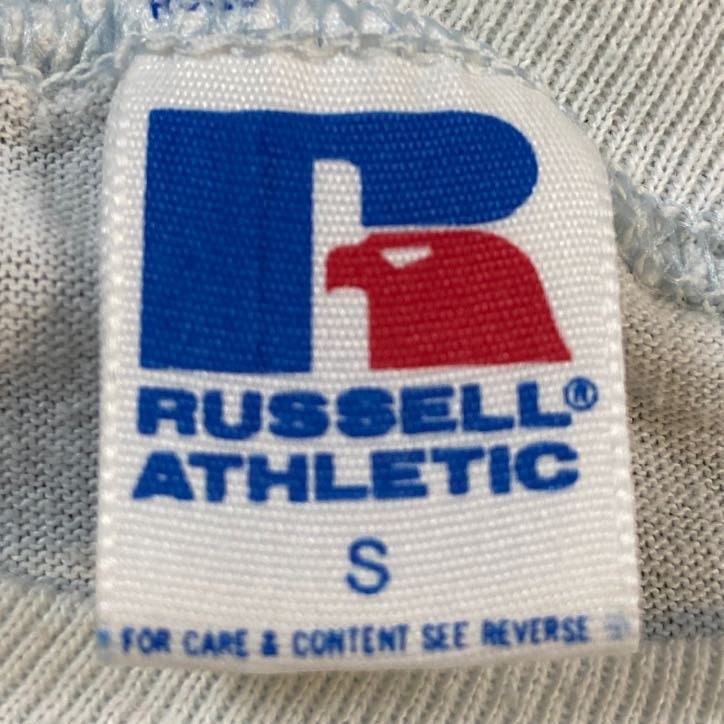 RUSSELL®
ATHLETIC
S
FOR CARE & CONTENT SEE REVERSE